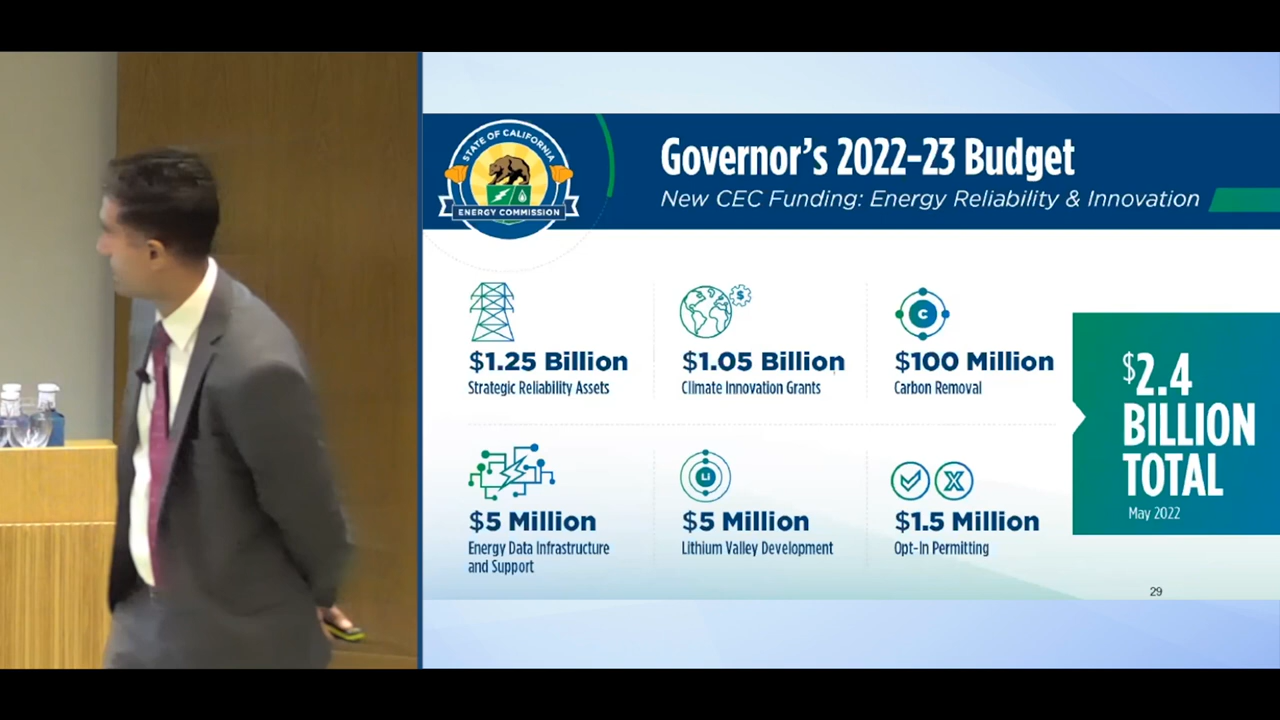 STATE OF CALIFORNIA
ENERGY COMMISSION
Governor's 2022-23 Budget
New CEC Funding: Energy Reliability & Innovation
$1.25 Billion
Strategic Reliability Assets
$
$1.05 Billion
Climate Innovation Grants
C
$100 Million
Carbon Removal
$5 Million
Energy Data Infrastructure
and Support
LI
$5 Million
Lithium Valley Development
$1.5 Million
Opt-In Permitting
$2.4
BILLION
TOTAL
May 2022
29